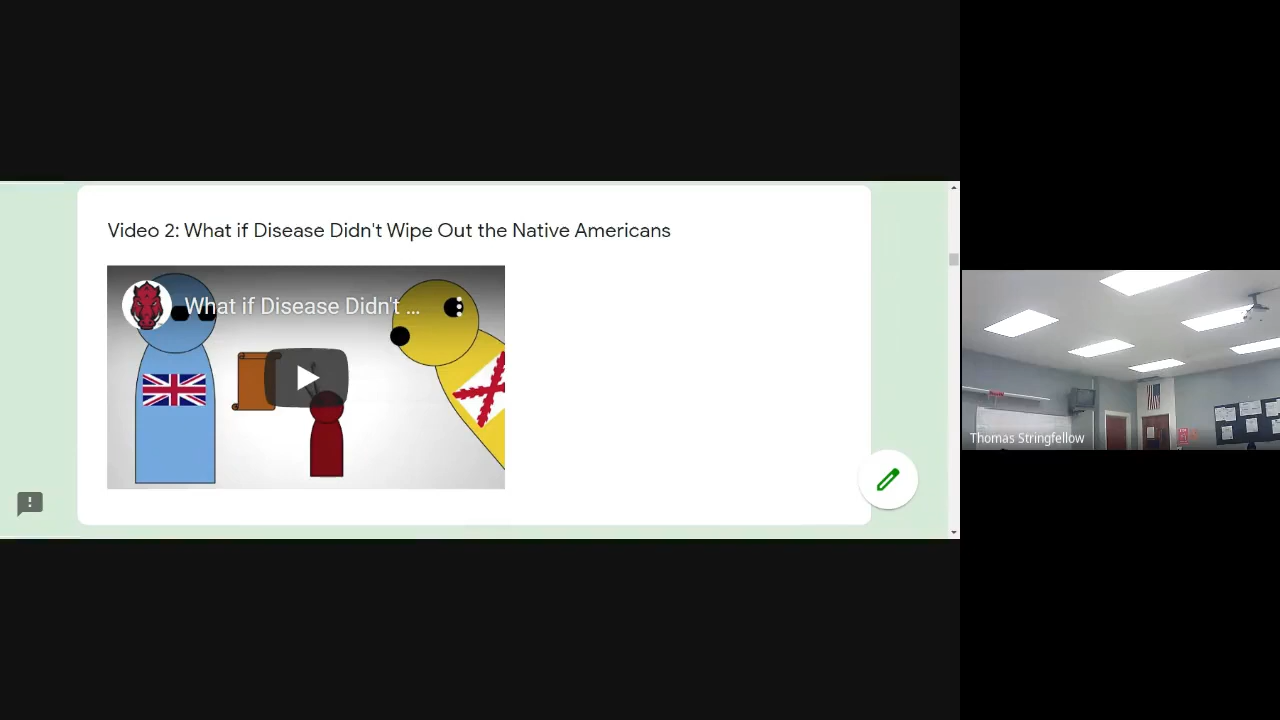 Video 2: What if Disease Didn't Wipe Out the Native Americans
What if Disease Didn't ...
Thomas Stringfellow